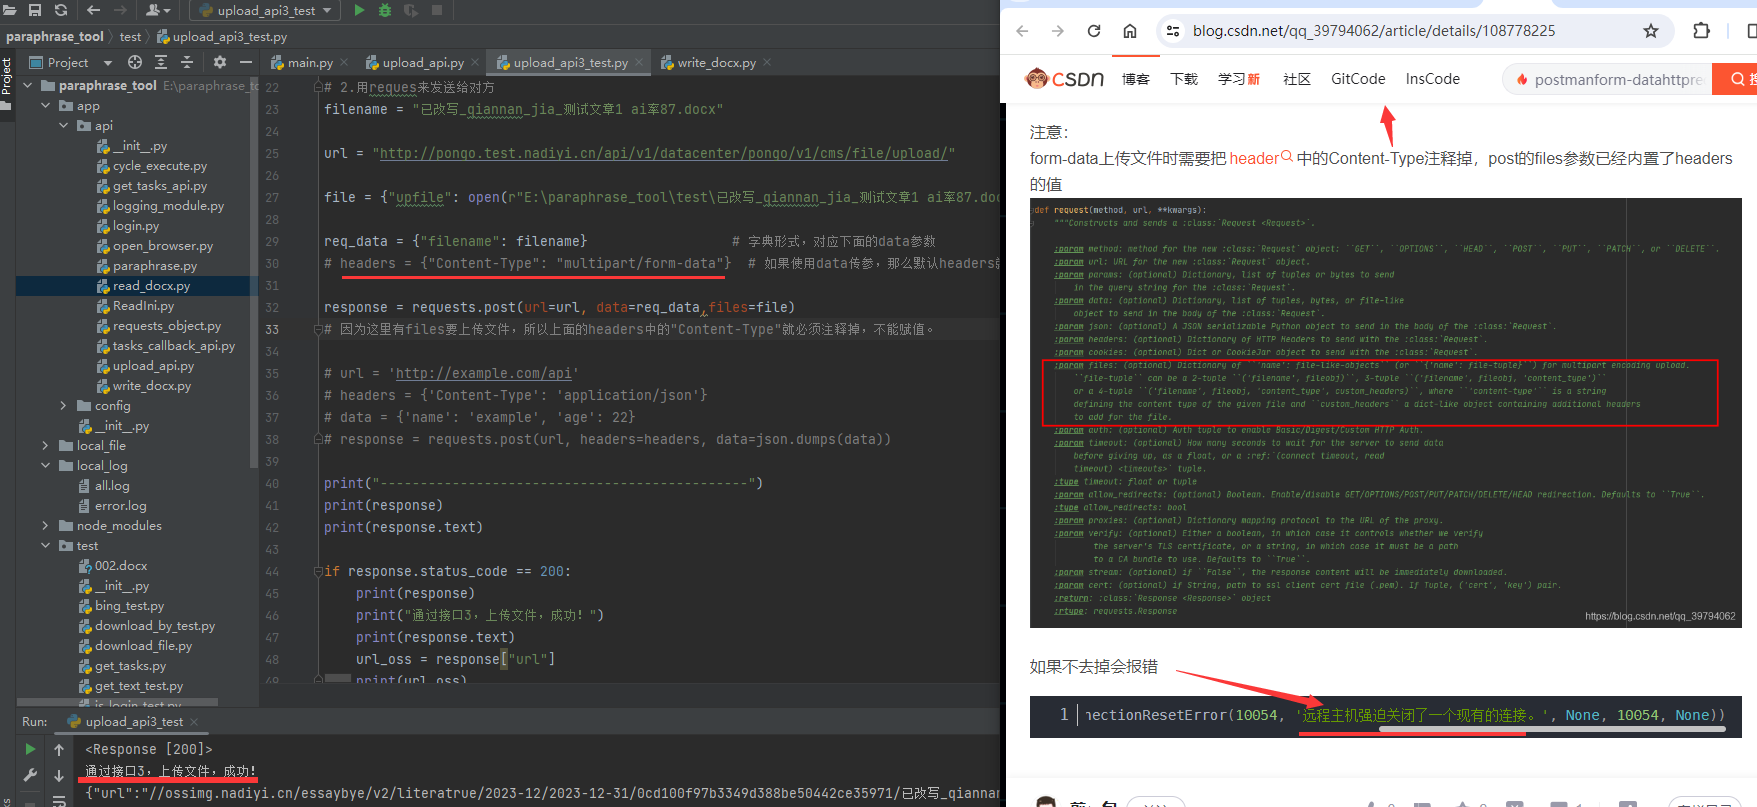 upload_api3_test
paraphrase_tool
test
upload_api3_test.py
Project
Project
main.py
upload_api.py
upload_api3_test.py
write_docx.py
paraphrase_tool E:\paraphrase_to
app
api
__init__.py
cycle_execute.py
get_tasks_api.py
logging_module.py
login.py
open_browser.py
paraphrase.py
read_docx.py
ReadIni.py
requests_object.py
tasks_callback_api.py
upload_api.py
write_docx.py
config
__init__.py
local_file
local_log
all.log
error.log
node_modules
test
002.docx
__init__.py
bing_test.py
download_by_test.py
download_file.py
get_tasks.py
get_text_test.py
is_login_test.py
22 # 2.用reques来发送给对方
23 filename = "已改写_qiannan_jia_测试文章1 ai率87.docx"
24
25 url = "http://pongo.test.nadiyi.cn/api/v1/datacenter/pongo/v1/cms/file/upload/"
26
27 file = {"upfile": open(r"E:\paraphrase_tool\test\已改写_qiannan_jia_测试文章1 ai率87.doc
28
29 req_data = {"filename": filename} # 字典形式，对应下面的data参数
30 # headers = {"Content-Type": "multipart/form-data"} # 如果使用data传参，那么默认headers
31
32 response = requests.post(url=url, data=req_data,files=file)
33 # 因为这里有files要上传文件，所以上面的headers中的"Content-Type"就必须注释掉，不能赋值。
34
35 # url = 'http://example.com/api'
36 # headers = {'Content-Type': 'application/json'}
37 # data = {'name': 'example', 'age': 22}
38 # response = requests.post(url, headers=headers, data=json.dumps(data))
39
40 print("----------------------------------------------")
41 print(response)
42 print(response.text)
43
44 if response.status_code == 200:
45 print(response)
46 print("通过接口3，上传文件，成功！")
47 print(response.text)
48 url_oss = response["url"]
49 print(url_oss)
Run: upload_api3_test
<Response [200]>
通过接口3，上传文件，成功！
{"url":"//ossimg.nadiyi.cn/essaybye/v2/literatrue/2023-12/2023-12-31/0cd100f97b3349d388be50442ce35971/已改写_qiannan
blog.csdn.net/qq_39794062/article/details/108778225
CSDN 博客 下载 学习新 社区 GitCode InsCode
postmanform-datahttpre
注意：
form-data上传文件时需要把 header 中的Content-Type注释掉，post的files参数已经内置了headers
的值
def request(method, url, **kwargs):
"""Constructs and sends a :class:`Request <Request>`.
:param method: method for the new :class:`Request` object: ``GET``, ``OPTIONS``, ``HEAD``, ``POST``, ``PUT``, ``PATCH``, or ``DELETE``.
:param url: URL for the new :class:`Request` object.
:param params: (optional) Dictionary, list of tuples or bytes to send
in the query string for the :class:`Request`.
:param data: (optional) Dictionary, list of tuples, bytes, or file-like
object to send in the body of the :class:`Request`.
:param json: (optional) A JSON serializable Python object to send in the body of the :class:`Request`.
:param headers: (optional) Dictionary of HTTP Headers to send with the :class:`Request`.
:param cookies: (optional) Dict or CookieJar object to send with the :class:`Request`.
:param files: (optional) Dictionary of ``'name': file-like-objects`` (or ``{'name': file-tuple}``) for multipart encoding upload.
``file-tuple`` can be a 2-tuple ``('filename', fileobj)``, 3-tuple ``('filename', fileobj, 'content_type')``
or a 4-tuple ``('filename', fileobj, 'content_type', custom_headers)``, where ``'content-type'`` is a string
defining the content type of the given file and ``custom_headers`` a dict-like object containing additional headers
to add for the file.
:param auth: (optional) Auth tuple to enable Basic/Digest/Custom HTTP Auth.
:param timeout: (optional) How many seconds to wait for the server to send data
before giving up, as a float, or a :ref:`(connect timeout, read
timeout) <timeouts>` tuple.
:type timeout: float or tuple
:param allow_redirects: (optional) Boolean. Enable/disable GET/OPTIONS/POST/PUT/PATCH/DELETE/HEAD redirection. Defaults to ``True``.
:type allow_redirects: bool
:param proxies: (optional) Dictionary mapping protocol to the URL of the proxy.
:param verify: (optional) Either a boolean, in which case it controls whether we verify
the server's TLS certificate, or a string, in which case it must be a path
to a CA bundle to use. Defaults to ``True``.
:param stream: (optional) if ``False``, the response content will be immediately downloaded.
:param cert: (optional) if String, path to ssl client cert file (.pem). If Tuple, ('cert', 'key') pair.
:return: :class:`Response <Response>` object
:rtype: requests.Response
https://blog.csdn.net/qq_39794062
如果不去掉会报错
1 nectionResetError(10054, '远程主机强迫关闭了一个现有的连接。', None, 10054, None))